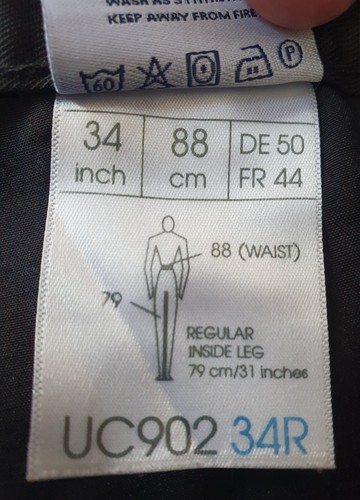 KEEP AWAY FROM FIRE
60 P
34 inch
88 cm
DE 50
FR 44
88 (WAIST)
79
REGULAR
INSIDE LEG
79 cm/31 inches
UC902 34R